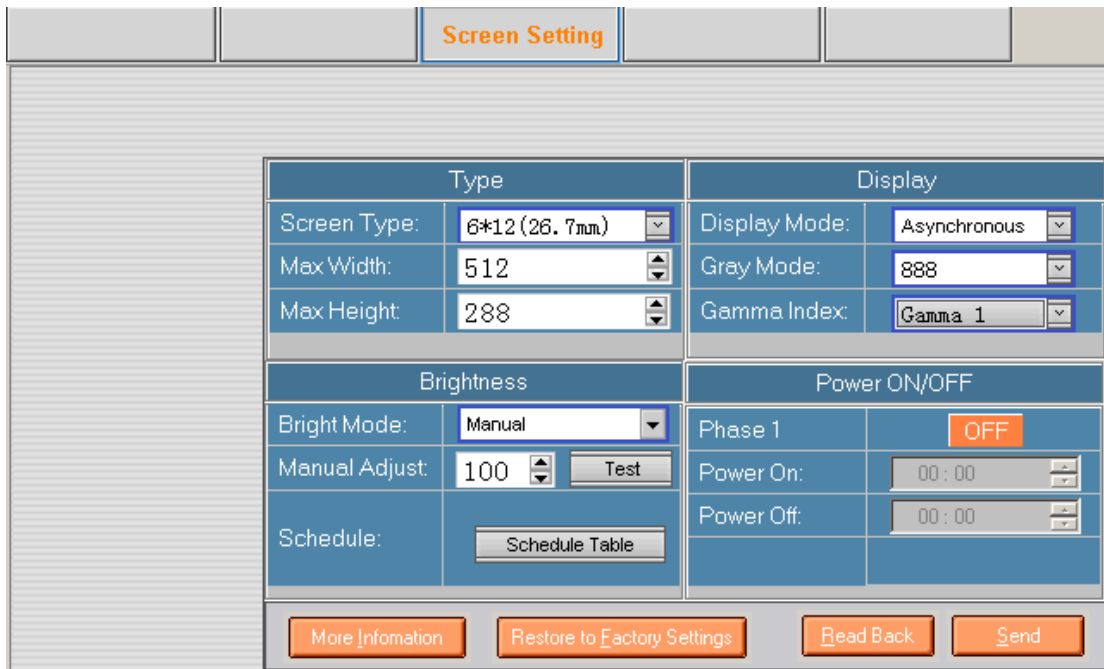 Screen Setting
Type
Display
Screen Type: 6*12(26.7mm)
Display Mode: Asynchronous
Max Width: 512
Gray Mode: 888
Max Height: 288
Gamma Index: Gamma 1
Brightness
Power ON/OFF
Bright Mode: Manual
Phase 1 OFF
Manual Adjust: 100 Test
Power On: 00:00
Power Off: 00:00
Schedule: Schedule Table
More Infomation Restore to Factory Settings Read Back Send